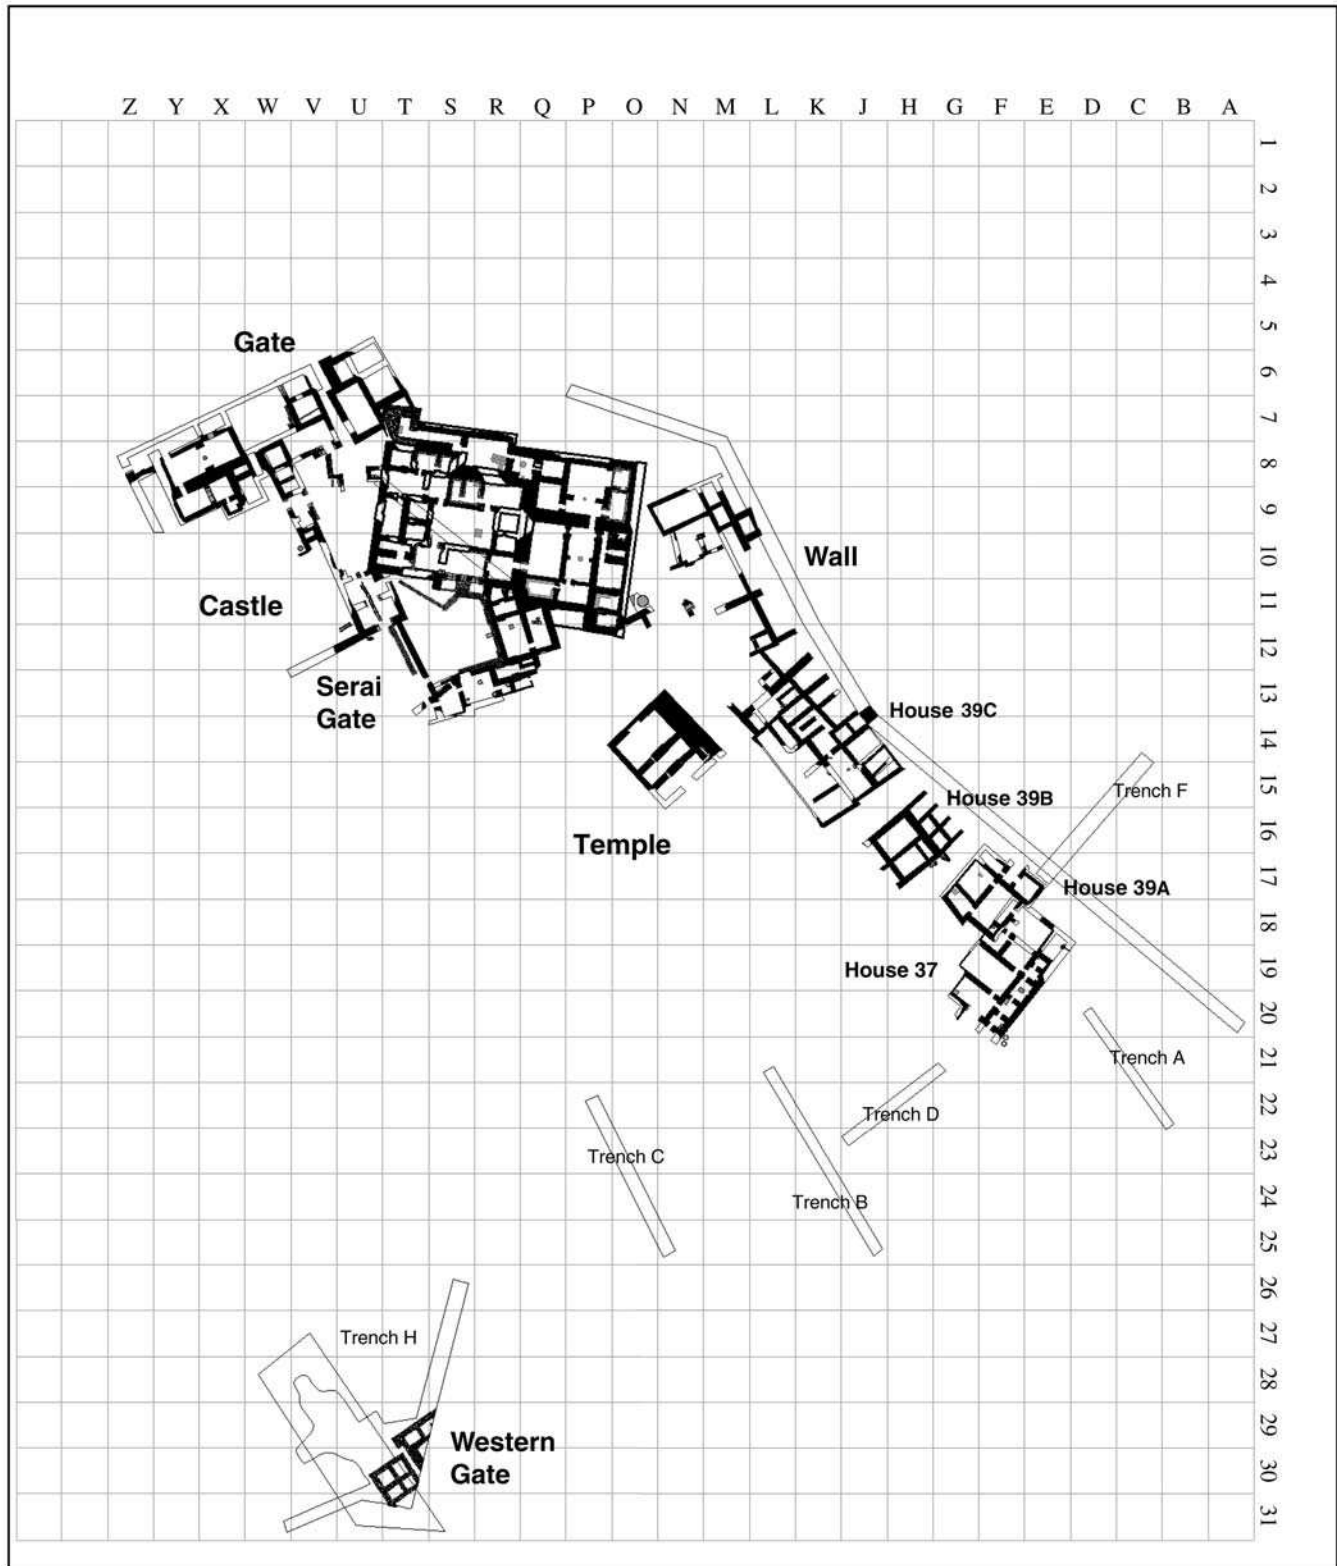 Z Y X W V U T S R Q P O N M L K J H G F E D C B A
1
2
3
4
5
Gate
6
7
8
9
Wall
10
Castle
11
12
Serai
Gate
13
House 39C
14
Trench F
15
House 39B
Temple
16
17
House 39A
18
House 37
19
20
Trench A
21
Trench D
22
Trench C
23
Trench B
24
25
26
Trench H
27
28
29
Western
Gate
30
31